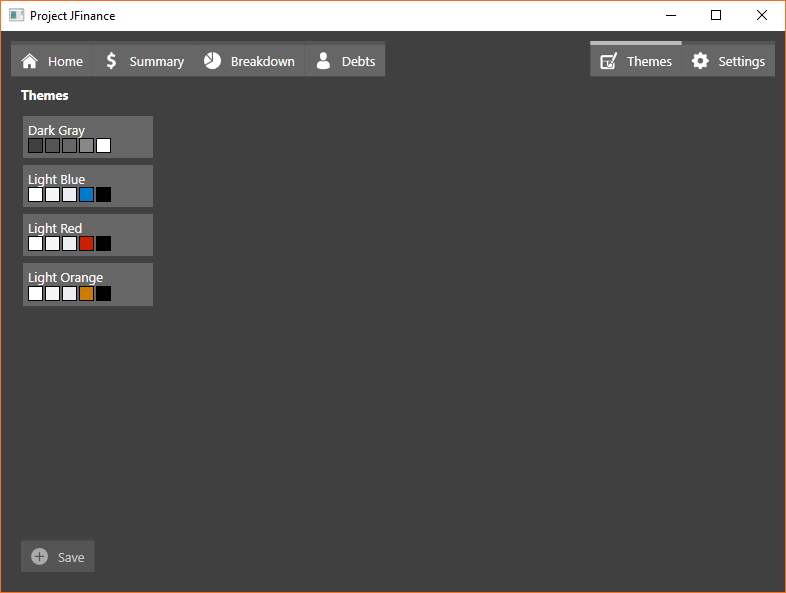 Project JFinance
Home Summary Breakdown Debts Themes Settings
Themes
Dark Gray
Light Blue
Light Red
Light Orange
Save